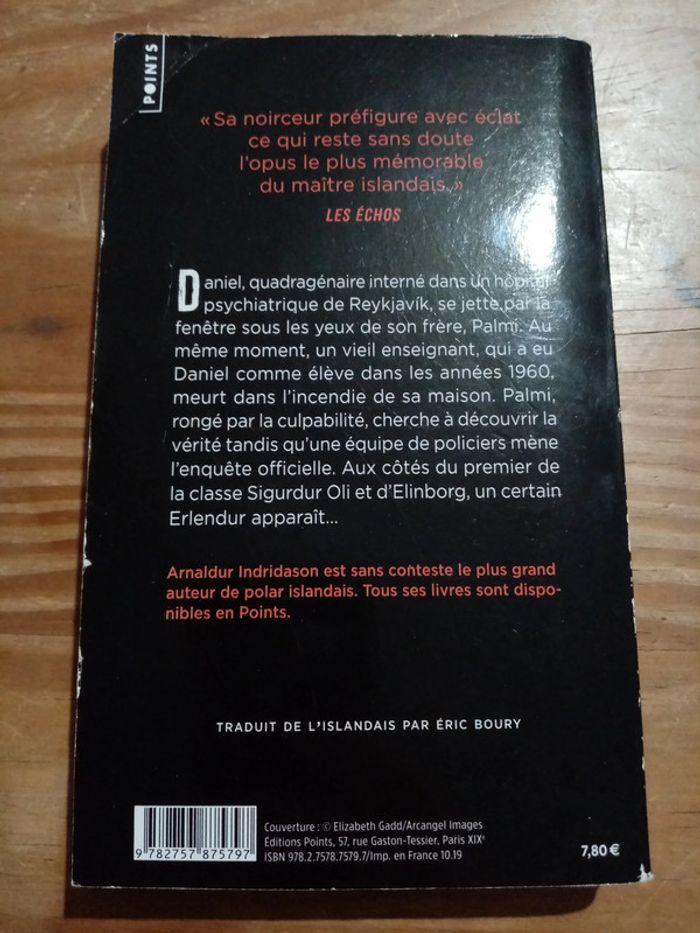 POINTS
« Sa noirceur préfigure avec éclat
ce qui reste sans doute
l'opus le plus mémorable
du maître islandais. »
LES ÉCHOS
Daniel, quadragénaire interné dans un hôpital
psychiatrique de Reykjavík, se jette par la
fenêtre sous les yeux de son frère, Palmi. Au
même moment, un vieil enseignant, qui a eu
Daniel comme élève dans les années 1960,
meurt dans l'incendie de sa maison. Palmi,
rongé par la culpabilité, cherche à découvrir la
vérité tandis qu'une équipe de policiers mène
l'enquête officielle. Aux côtés du premier de
la classe Sigurdur Oli et d'Elinborg, un certain
Erlendur apparaît...
Arnaldur Indridason est sans conteste le plus grand
auteur de polar islandais. Tous ses livres sont dispo-
nibles en Points.
TRADUIT DE L'ISLANDAIS PAR ÉRIC BOURY
Couverture : © Elizabeth Gadd/Arcangel Images
Éditions Points, 57, rue Gaston-Tessier, Paris XIXe
ISBN 978.2.7578.7579.7/Imp. en France 10.19
9 782757 875797
7,80 €